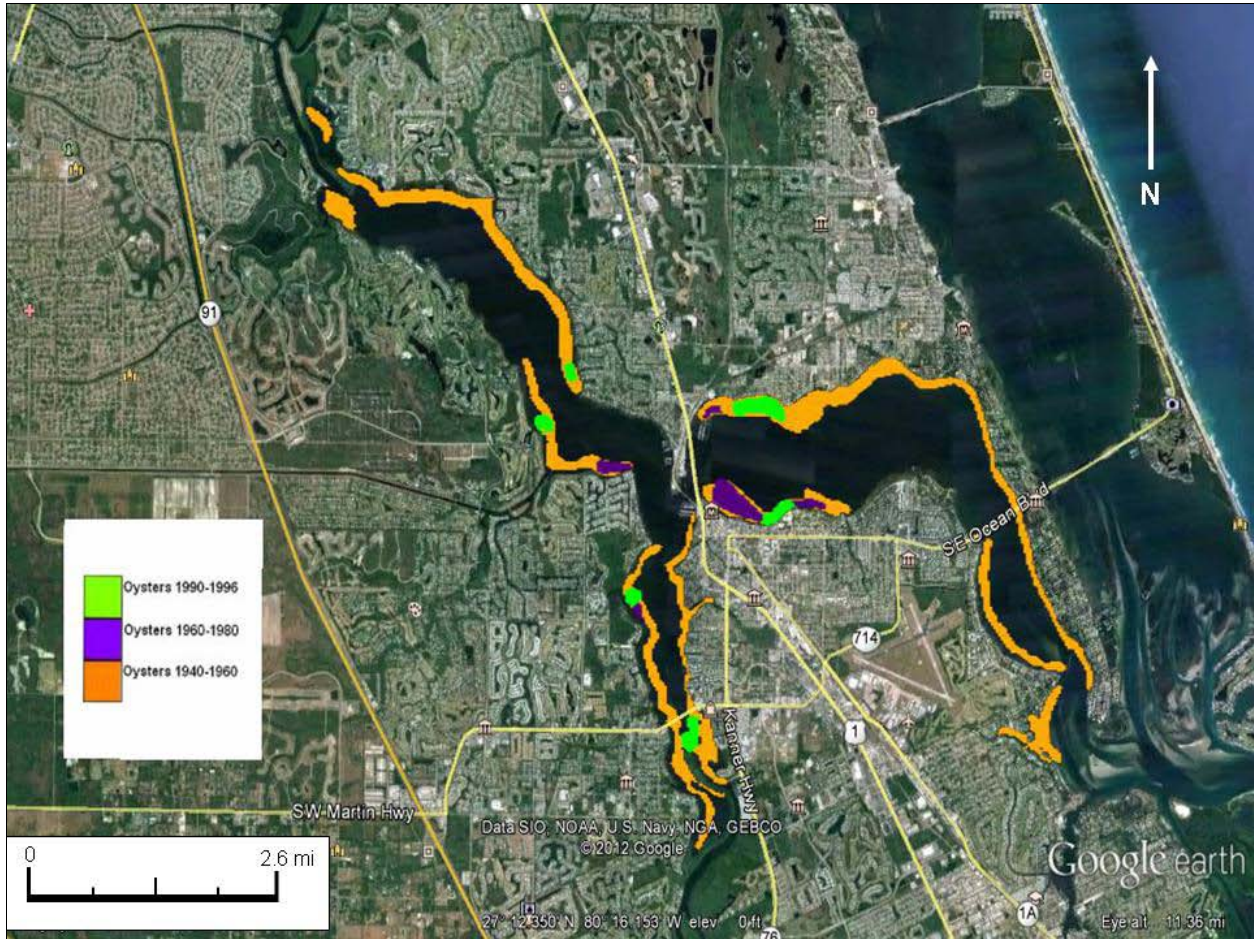 N
91
SE Ocean Blvd
Oysters 1990-1996
Oysters 1960-1980
Oysters 1940-1960
714
Kanner Hwy
1
SW Martin Hwy
Data SIO, NOAA, U.S. Navy, NGA, GEBCO
© 2012 Google
0
2.6 mi
Google earth
27° 12.350' N 80° 16.153' W elev 0 ft
1A
Eye alt 11.36 mi
76